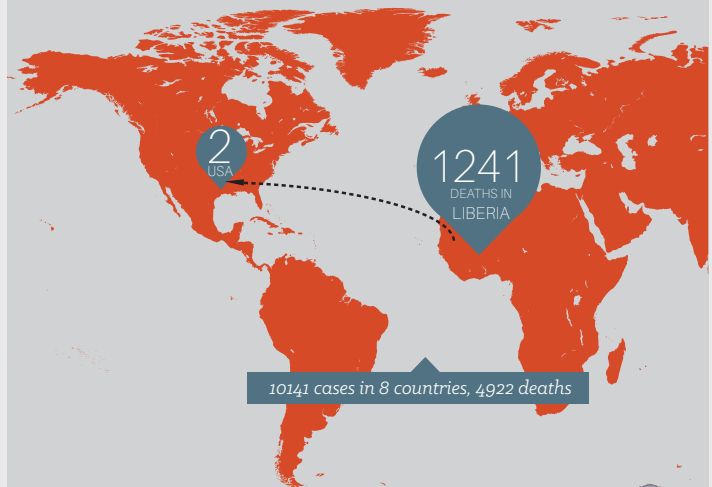 2
USA
1241
DEATHS IN
LIBERIA
10141 cases in 8 countries, 4922 deaths